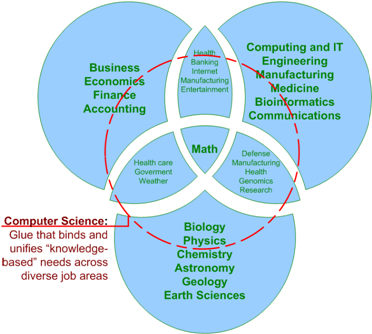 Business
Economics
Finance
Accounting
Health
Banking
Internet
Manufacturing
Entertainment
Computing and IT
Engineering
Manufacturing
Medicine
Bioinformatics
Communications
Math
Health care
Goverment
Weather
Defense
Manufacturing
Health
Genomics
Research
Computer Science:
Glue that binds and
unifies "knowledge-
based" needs across
diverse job areas
Biology
Physics
Chemistry
Astronomy
Geology
Earth Sciences